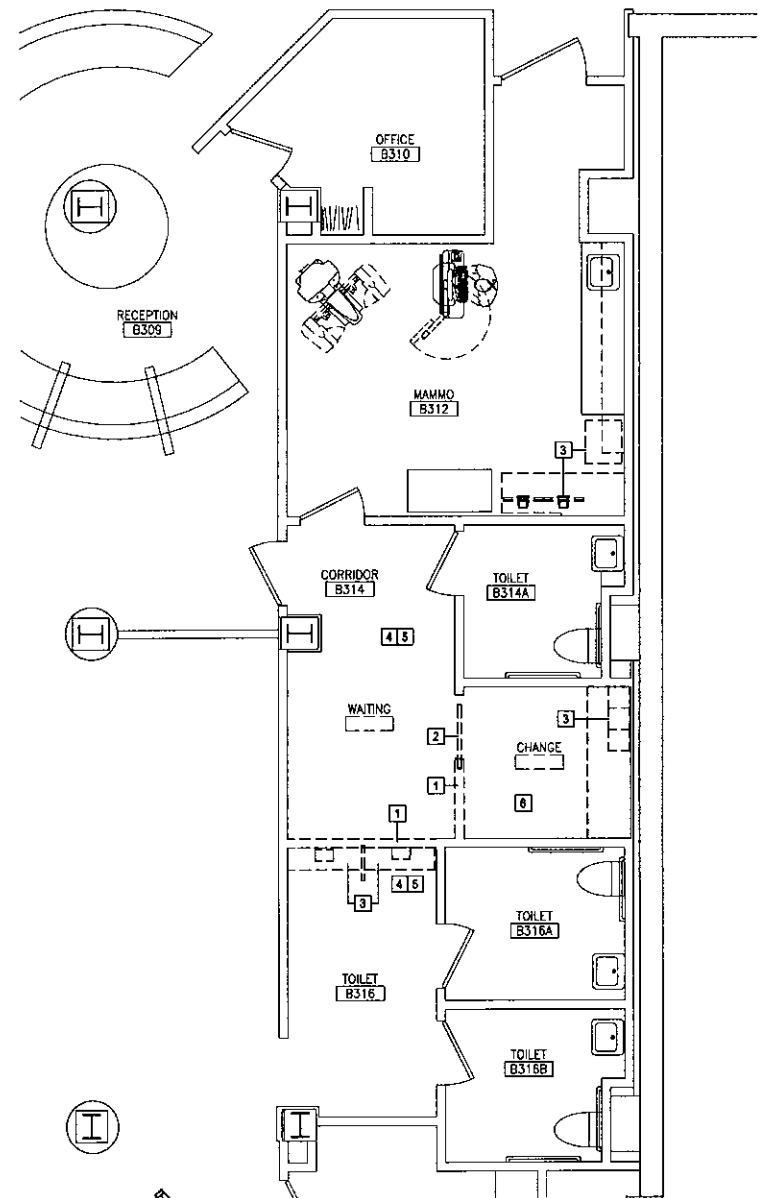 OFFICE
B310
RECEPTION
B309
MAMMO
B312
3
CORRIDOR
B314
TOILET
B314A
4 5
WAITING
3
2
CHANGE
1
6
1
4 5
3
TOILET
B316A
TOILET
B316
TOILET
B316B